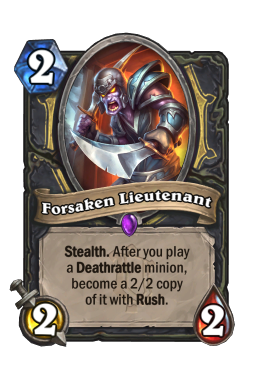 2
Forsaken Lieutenant
Stealth. After you play
a Deathrattle minion,
become a 2/2 copy
of it with Rush.
2 2